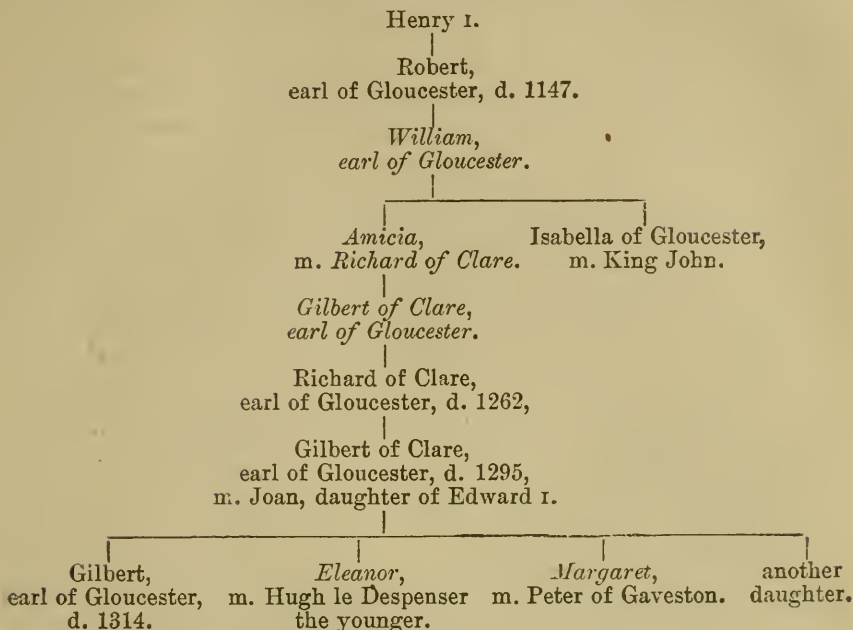 Henry I.
Robert,
earl of Gloucester, d. 1147.
William,
earl of Gloucester.
Amicia,
m. Richard of Clare.
Isabella of Gloucester,
m. King John.
Gilbert of Clare,
earl of Gloucester.
Richard of Clare,
earl of Gloucester, d. 1262,
Gilbert of Clare,
earl of Gloucester, d. 1295,
m. Joan, daughter of Edward I.
Gilbert,
earl of Gloucester,
d. 1314.
Eleanor,
m. Hugh le Despenser
the younger.
Margaret,
m. Peter of Gaveston.
another
daughter.